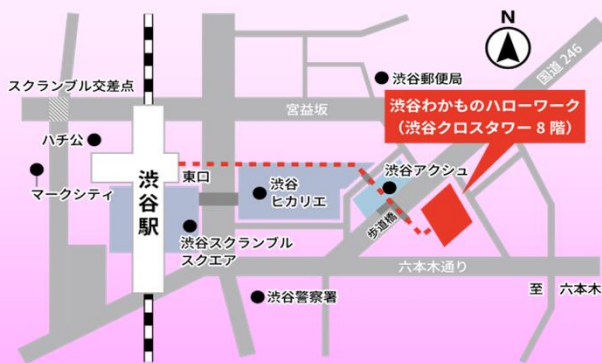 N
国道 246
スクランブル交差点
渋谷郵便局
宮益坂
渋谷わかものハローワーク
（渋谷クロスタワー 8 階）
ハチ公
マークシティ
渋谷駅
東口
渋谷
ヒカリエ
渋谷アクシュ
歩道橋
渋谷スクランブル
スクエア
六本木通り
渋谷警察署
至 六本木